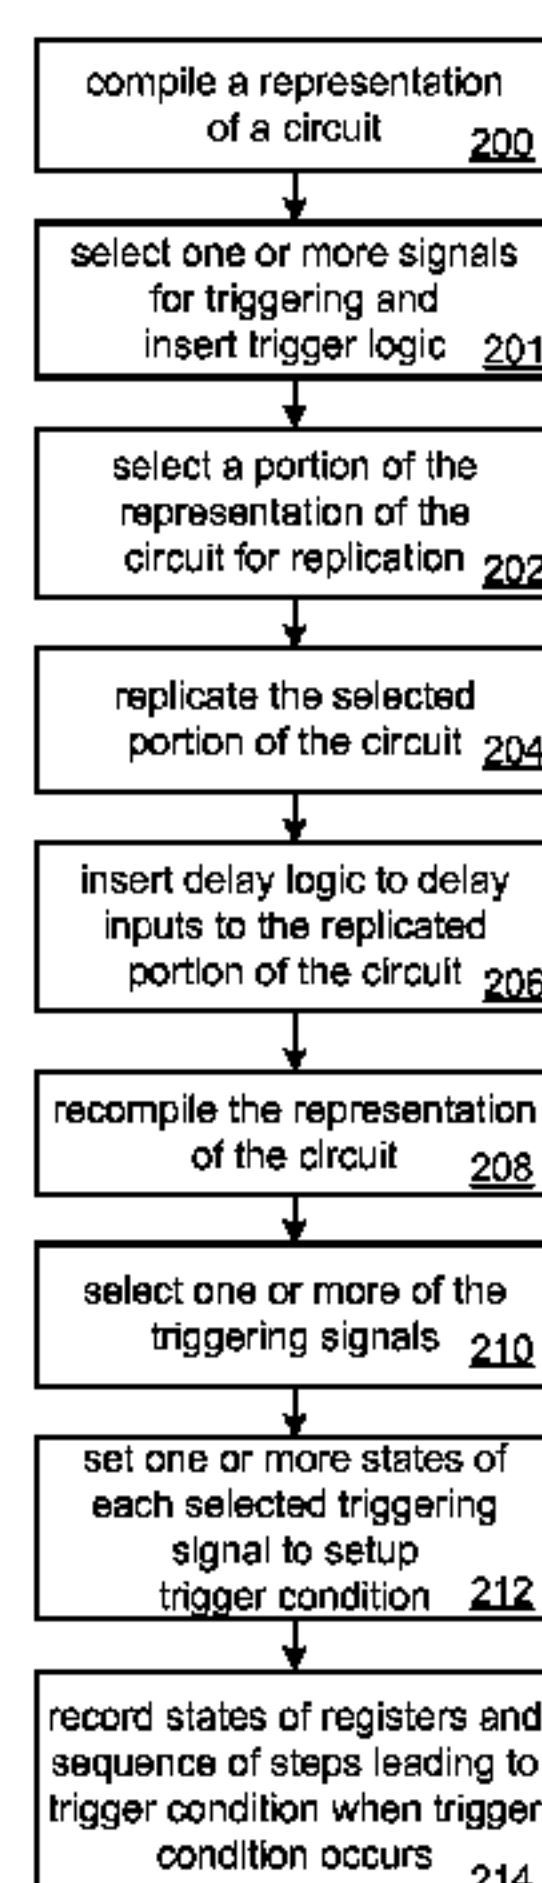 compile a representation
of a circuit 200
select one or more signals
for triggering and
insert trigger logic 201
select a portion of the
representation of the
circuit for replication 202
replicate the selected
portion of the circuit 204
insert delay logic to delay
inputs to the replicated
portion of the circuit 206
recompile the representation
of the circuit 208
select one or more of the
triggering signals 210
set one or more states of
each selected triggering
signal to setup
trigger condition 212
record states of registers and
sequence of steps leading to
trigger condition when trigger
condition occurs 214